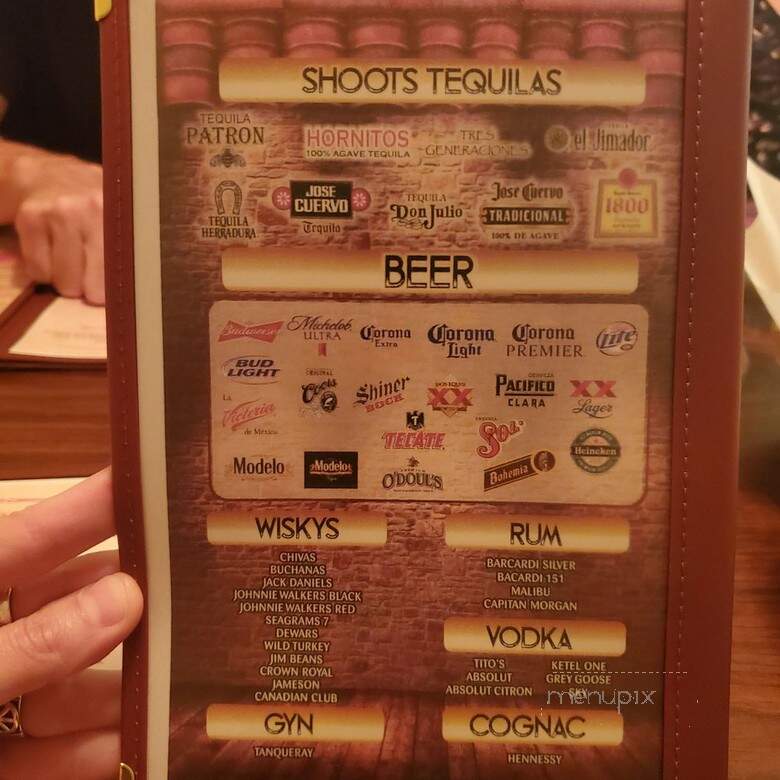 SHOOTS TEQUILAS
TEQUILA
PATRON
HORNITOS
100% AGAVE TEQUILA
TRES
GENERACIONES
el Jimador
TEQUILA
HERRADURA
JOSE
CUERVO
Tequila
TEQUILA
Don Julio
Jose Cuervo
TRADICIONAL
100% DE AGAVE
1800
BEER
Budweiser
Michelob
ULTRA
Corona
Extra
Corona
Light
Corona
PREMIER
Lite
BUD
LIGHT
ORIGINAL
Coors
Shiner
BOCK
DOS EQUIS
XX
CERVEZA
PACIFICO
CLARA
XX
Lager
La
Victoria
de México
TECATE
Sol
Heineken
Modelo
Modelo
O'DOUL'S
Bohemia
WISKYS
CHIVAS
BUCHANAS
JACK DANIELS
JOHNNIE WALKERS BLACK
JOHNNIE WALKERS RED
SEAGRAMS 7
DEWARS
WILD TURKEY
JIM BEANS
CROWN ROYAL
JAMESON
CANADIAN CLUB
RUM
BARCARDI SILVER
BACARDI 151
MALIBU
CAPITAN MORGAN
VODKA
TITO'S
ABSOLUT
ABSOLUT CITRON
KETEL ONE
GREY GOOSE
SKY
menupix
GYN
TANQUERAY
COGNAC
HENNESSY